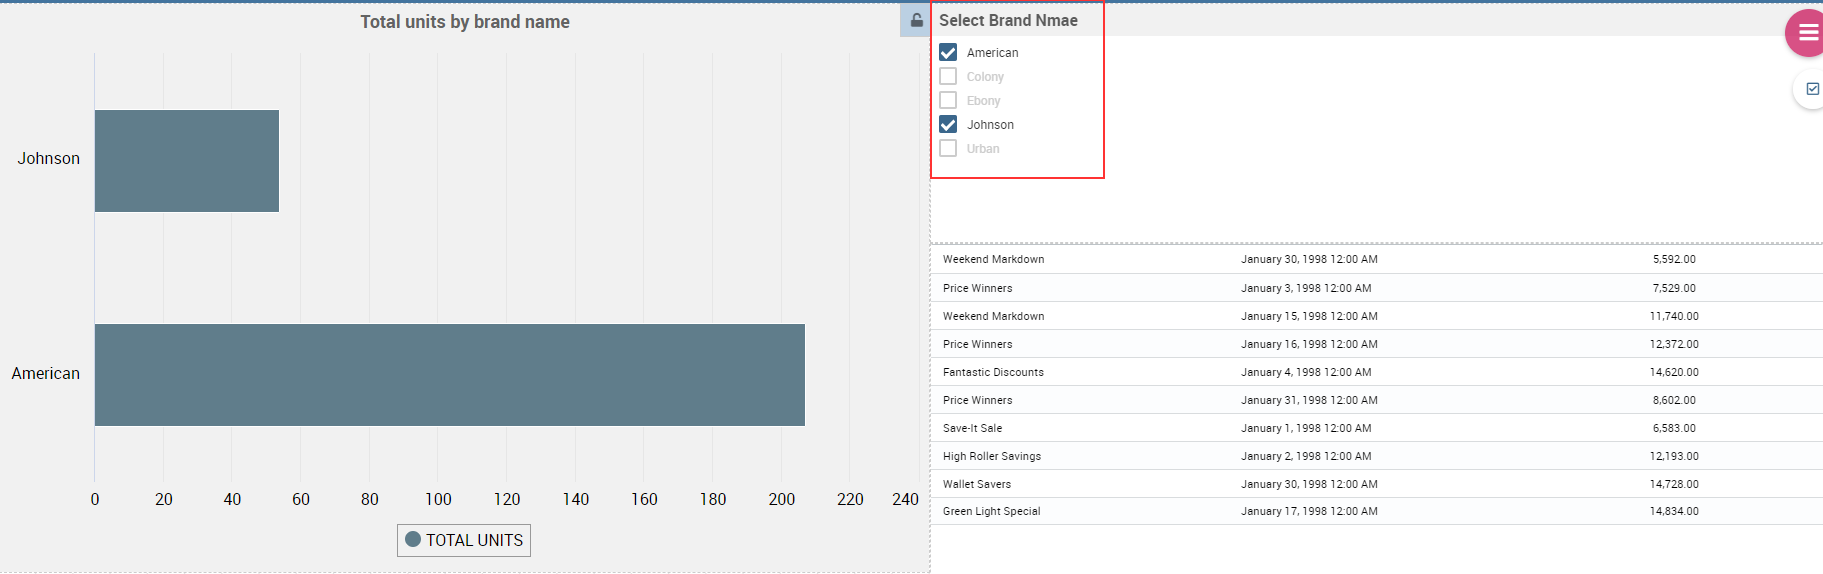 Total units by brand name
Johnson
American
0 20 40 60 80 100 120 140 160 180 200 220 240
TOTAL UNITS
Select Brand Nmae
American
Colony
Ebony
Johnson
Urban
Weekend Markdown January 30, 1998 12:00 AM 5,592.00
Price Winners January 3, 1998 12:00 AM 7,529.00
Weekend Markdown January 15, 1998 12:00 AM 11,740.00
Price Winners January 16, 1998 12:00 AM 12,372.00
Fantastic Discounts January 4, 1998 12:00 AM 14,620.00
Price Winners January 31, 1998 12:00 AM 8,602.00
Save-It Sale January 1, 1998 12:00 AM 6,583.00
High Roller Savings January 2, 1998 12:00 AM 12,193.00
Wallet Savers January 30, 1998 12:00 AM 14,728.00
Green Light Special January 17, 1998 12:00 AM 14,834.00